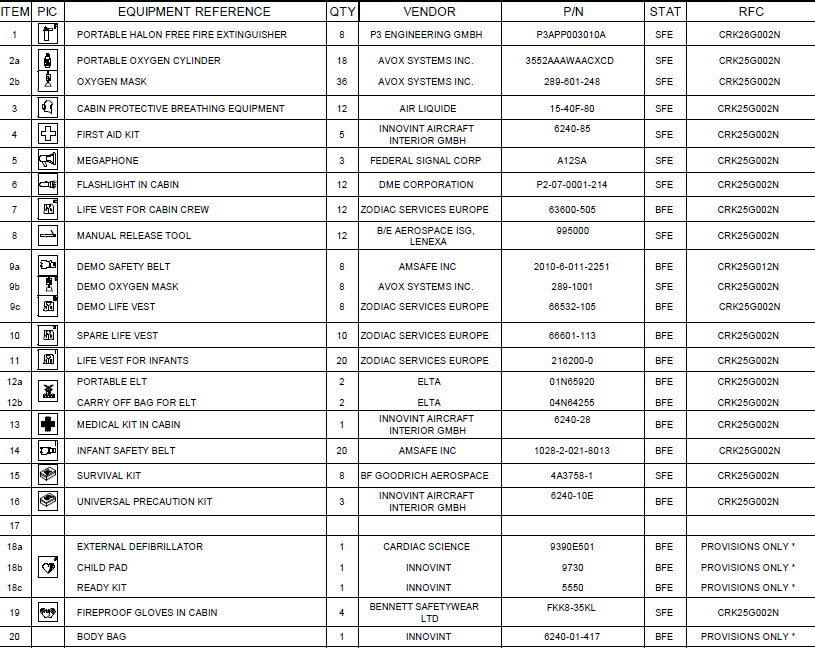 ITEM PIC EQUIPMENT REFERENCE QTY VENDOR P/N STAT RFC
1 PORTABLE HALON FREE FIRE EXTINGUISHER 8 P3 ENGINEERING GMBH P3APP003010A SFE CRK26G002N
2a PORTABLE OXYGEN CYLINDER 18 AVOX SYSTEMS INC. 3552AAAWAACXCD SFE CRK25G002N
2b OXYGEN MASK 36 AVOX SYSTEMS INC. 289-601-248 SFE CRK25G002N
3 CABIN PROTECTIVE BREATHING EQUIPMENT 12 AIR LIQUIDE 15-40F-80 SFE CRK25G002N
4 FIRST AID KIT 5 INNOVINT AIRCRAFT INTERIOR GMBH 6240-85 SFE CRK25G002N
5 MEGAPHONE 3 FEDERAL SIGNAL CORP A12SA SFE CRK25G002N
6 FLASHLIGHT IN CABIN 12 DME CORPORATION P2-07-0001-214 SFE CRK25G002N
7 LIFE VEST FOR CABIN CREW 12 ZODIAC SERVICES EUROPE 63600-505 BFE CRK25G002N
8 MANUAL RELEASE TOOL 12 B/E AEROSPACE ISG, LENEXA 995000 SFE CRK25G002N
9a DEMO SAFETY BELT 8 AMSAFE INC 2010-6-011-2251 BFE CRK25G012N
9b DEMO OXYGEN MASK 8 AVOX SYSTEMS INC. 289-1001 SFE CRK25G002N
9c DEMO LIFE VEST 8 ZODIAC SERVICES EUROPE 66532-105 BFE CRK25G002N
10 SPARE LIFE VEST 10 ZODIAC SERVICES EUROPE 66601-113 BFE CRK25G002N
11 LIFE VEST FOR INFANTS 20 ZODIAC SERVICES EUROPE 216200-0 BFE CRK25G002N
12a PORTABLE ELT 2 ELTA 01N65920 BFE CRK25G002N
12b CARRY OFF BAG FOR ELT 2 ELTA 04N64255 BFE CRK25G002N
13 MEDICAL KIT IN CABIN 1 INNOVINT AIRCRAFT INTERIOR GMBH 6240-28 BFE CRK25G002N
14 INFANT SAFETY BELT 20 AMSAFE INC 1028-2-021-8013 BFE CRK25G002N
15 SURVIVAL KIT 8 BF GOODRICH AEROSPACE 4A3758-1 SFE CRK25G002N
16 UNIVERSAL PRECAUTION KIT 3 INNOVINT AIRCRAFT INTERIOR GMBH 6240-10E BFE CRK25G002N
17
18a EXTERNAL DEFIBRILLATOR 1 CARDIAC SCIENCE 9390E501 BFE PROVISIONS ONLY *
18b CHILD PAD 1 INNOVINT 9730 BFE PROVISIONS ONLY *
18c READY KIT 1 INNOVINT 5550 BFE PROVISIONS ONLY *
19 FIREPROOF GLOVES IN CABIN 4 BENNETT SAFETYWEAR LTD FKK8-35KL SFE CRK25G002N
20 BODY BAG 1 INNOVINT 6240-01-417 BFE PROVISIONS ONLY *